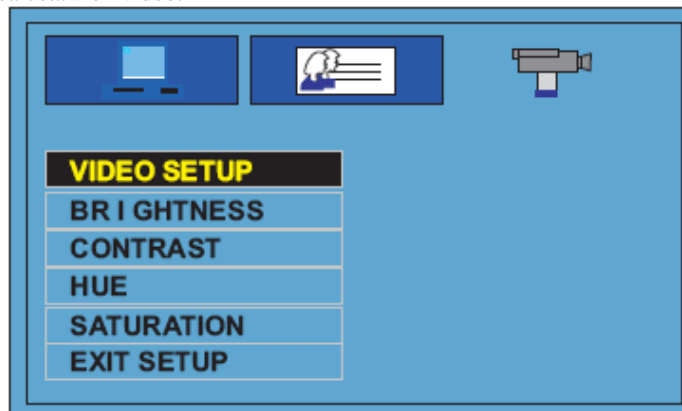 VIDEO SETUP
BR I GHTNESS
CONTRAST
HUE
SATURATION
EXIT SETUP